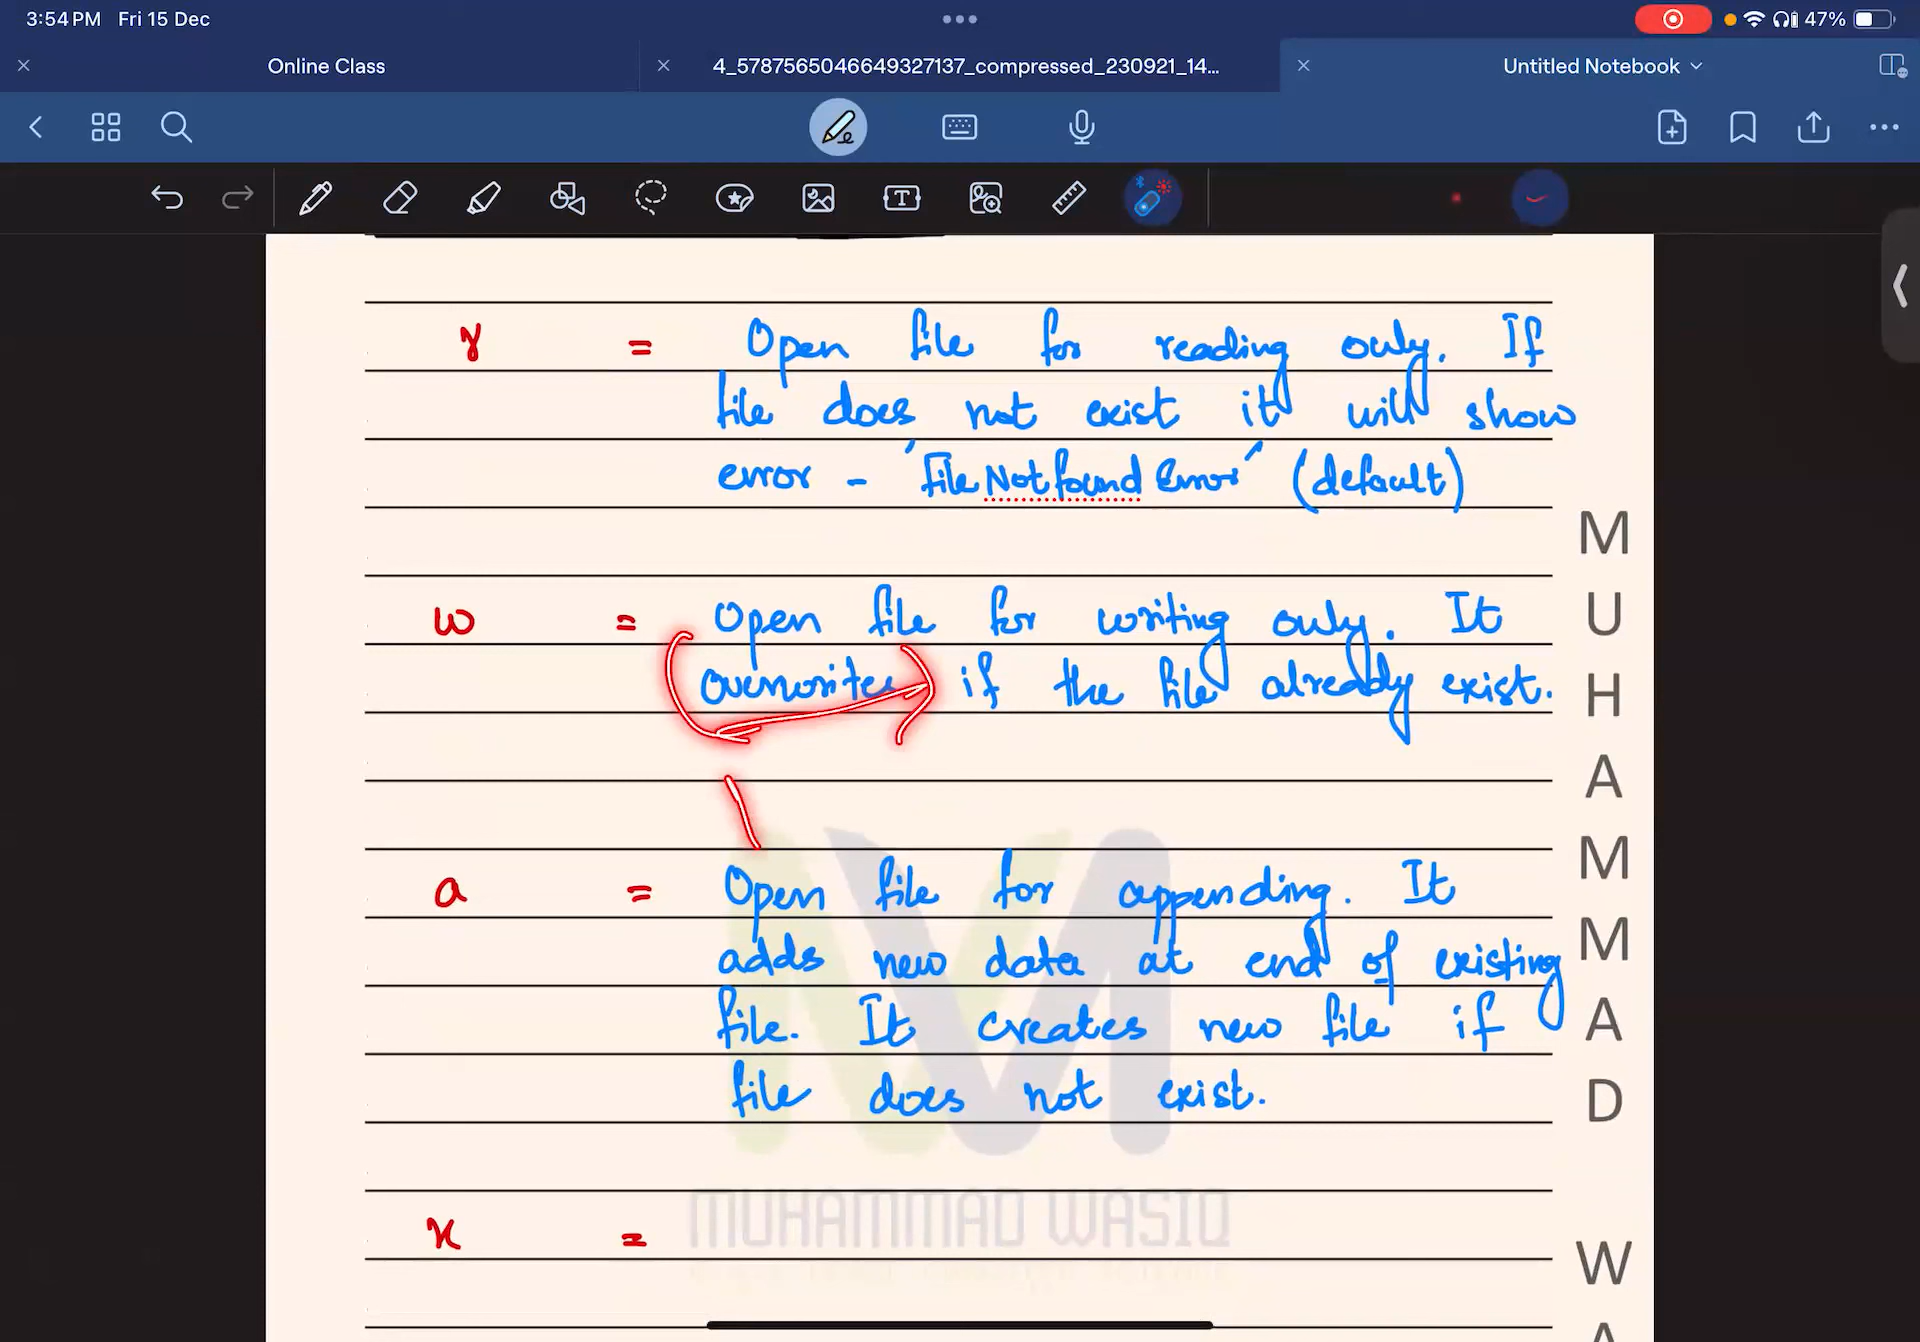 3:54 PM Fri 15 Dec
47%
Online Class
4_5787565046649327137_compressed_230921_14...
Untitled Notebook
r = Open file for reading only. If
file does not exist it will show
error - 'FileNotfound Error' (default)
w = Open file for writing only. It
overwrites if the file already exist.
a = Open file for appending. It
adds new data at end of existing
file. It creates new file if
file does not exist.
x =
MUHAMMAD WASIQ
M
U
H
A
M
M
A
D
W
A